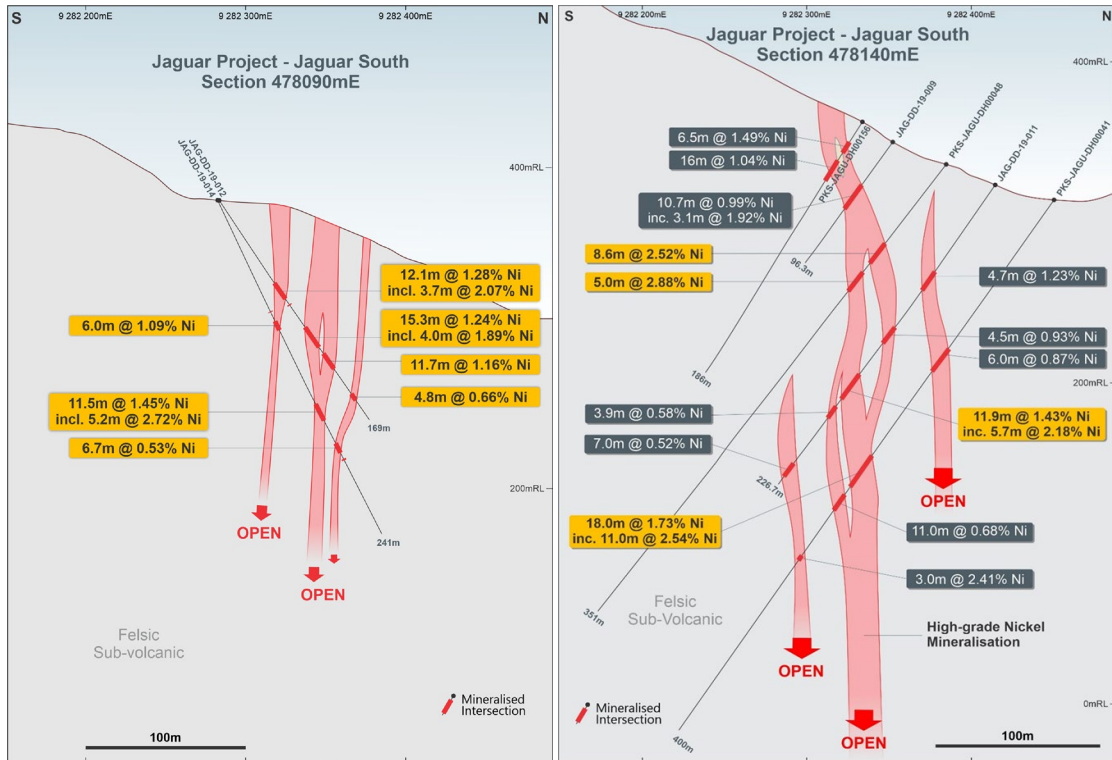 S
9 282 200mE
9 282 300mE
9 282 400mE
N
Jaguar Project - Jaguar South
Section 478090mE
JAG-DD-19-012
JAG-DD-19-014
400mRL
12.1m @ 1.28% Ni
incl. 3.7m @ 2.07% Ni
6.0m @ 1.09% Ni
15.3m @ 1.24% Ni
incl. 4.0m @ 1.89% Ni
11.7m @ 1.16% Ni
4.8m @ 0.66% Ni
11.5m @ 1.45% Ni
incl. 5.2m @ 2.72% Ni
169m
6.7m @ 0.53% Ni
200mRL
OPEN
241m
OPEN
Felsic
Sub-volcanic
Mineralised
Intersection
100m
S
9 282 200mE
9 282 300mE
9 282 400mE
N
Jaguar Project - Jaguar South
Section 478140mE
400mRL
PKS-JAGU-DH00156
JAG-DD-19-009
PKS-JAGU-DH00048
JAG-DD-19-011
PKS-JAGU-DH00041
6.5m @ 1.49% Ni
16m @ 1.04% Ni
10.7m @ 0.99% Ni
inc. 3.1m @ 1.92% Ni
8.6m @ 2.52% Ni
96.3m
5.0m @ 2.88% Ni
4.7m @ 1.23% Ni
4.5m @ 0.93% Ni
6.0m @ 0.87% Ni
186m
200mRL
3.9m @ 0.58% Ni
11.9m @ 1.43% Ni
inc. 5.7m @ 2.18% Ni
7.0m @ 0.52% Ni
226.7m
OPEN
18.0m @ 1.73% Ni
inc. 11.0m @ 2.54% Ni
11.0m @ 0.68% Ni
3.0m @ 2.41% Ni
351m
Felsic
Sub-Volcanic
High-grade Nickel
Mineralisation
OPEN
Mineralised
Intersection
0mRL
400m
OPEN
100m